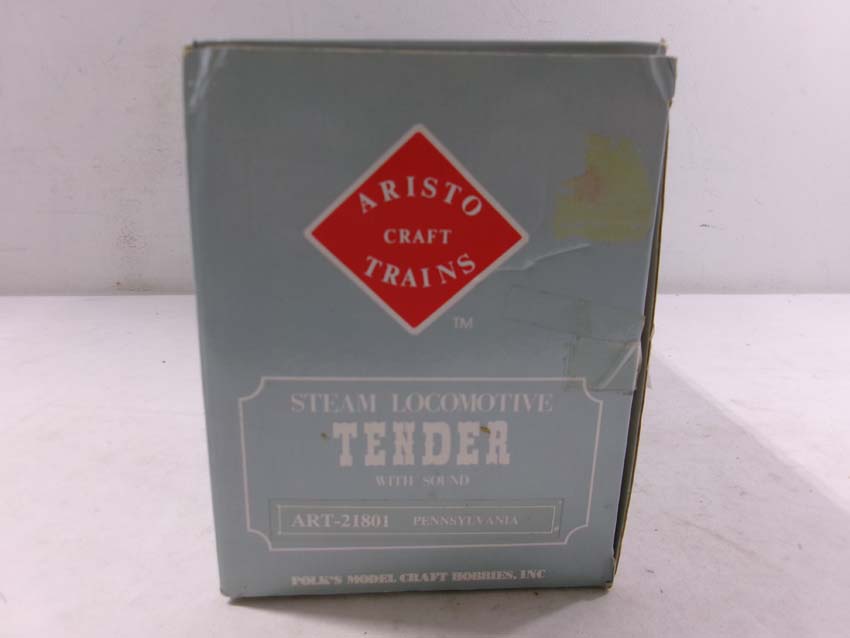 ARISTO
CRAFT
TRAINS
TM
STEAM LOCOMOTIVE
TENDER
WITH SOUND
ART-21801 PENNSYLVANIA
POLK'S MODEL CRAFT HOBBIES, INC